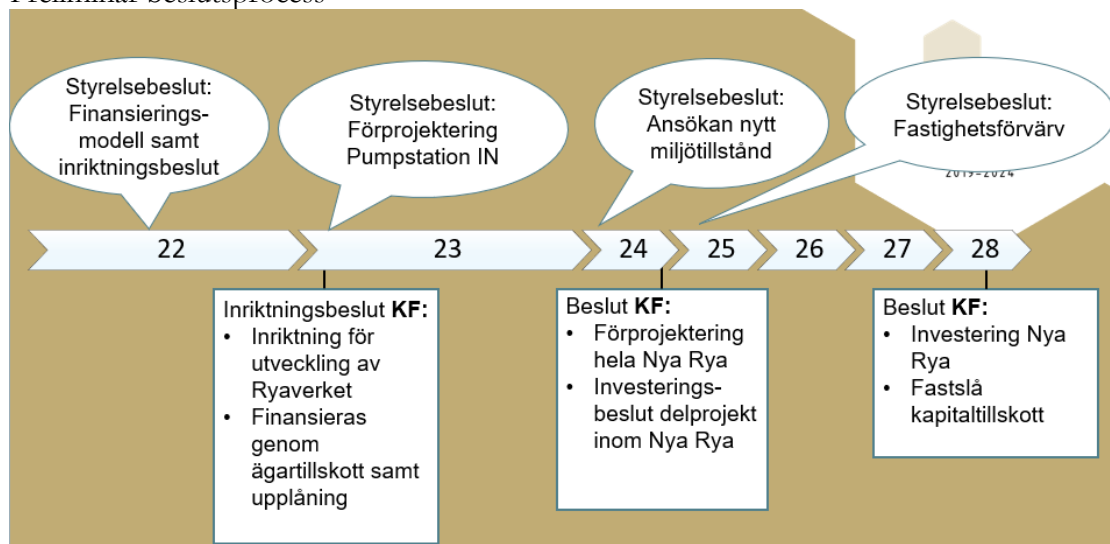 Preliminär beslutsprocess
Styrelsebeslut:
Finansierings-
modell samt
inriktningsbeslut
Styrelsebeslut:
Förprojektering
Pumpstation IN
Styrelsebeslut:
Ansökan nytt
miljötillstånd
Styrelsebeslut:
Fastighetsförvärv
2019–2024
22
23
24
25
26
27
28
Inriktningsbeslut KF:
• Inriktning för
utveckling av
Ryaverket
• Finansieras
genom
ägartillskott samt
upplåning
Beslut KF:
• Förprojektering
hela Nya Rya
• Investerings-
beslut delprojekt
inom Nya Rya
Beslut KF:
• Investering Nya
Rya
• Fastslå
kapitaltillskott